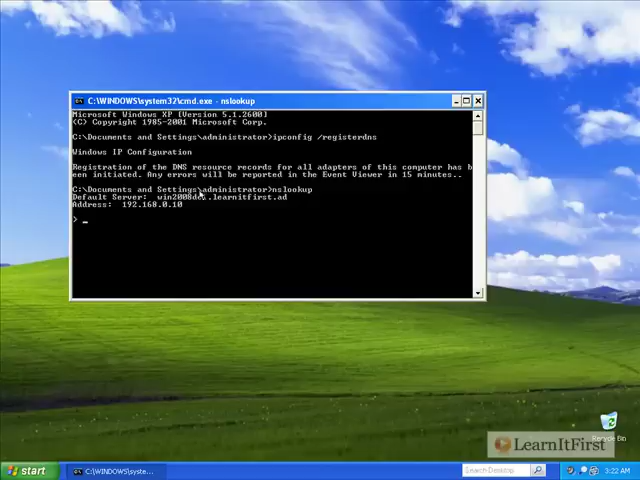 C:\WINDOWS\system32\cmd.exe - nslookup
Microsoft Windows XP [Version 5.1.2600]
(C) Copyright 1985-2001 Microsoft Corp.
C:\Documents and Settings\administrator>ipconfig /registerdns
Windows IP Configuration
Registration of the DNS resource records for all adapters of this computer has b
een initiated. Any errors will be reported in the Event Viewer in 15 minutes..
C:\Documents and Settings\administrator>nslookup
Default Server:  .learnitfirst.ad
Address:  192.168.0.10
> _
Recycle Bin
LearnItFirst
start
C:\WINDOWS\syste...
Search Desktop
3:22 AM